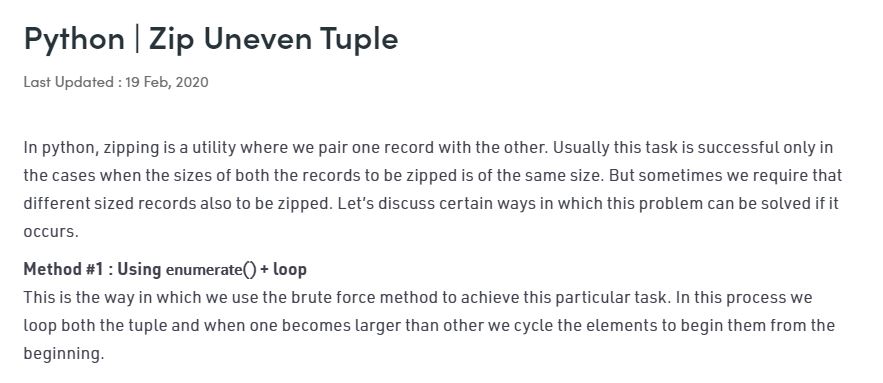 Python | Zip Uneven Tuple
Last Updated : 19 Feb, 2020
In python, zipping is a utility where we pair one record with the other. Usually this task is successful only in
the cases when the sizes of both the records to be zipped is of the same size. But sometimes we require that
different sized records also to be zipped. Let’s discuss certain ways in which this problem can be solved if it
occurs.
Method #1 : Using enumerate() + loop
This is the way in which we use the brute force method to achieve this particular task. In this process we
loop both the tuple and when one becomes larger than other we cycle the elements to begin them from the
beginning.